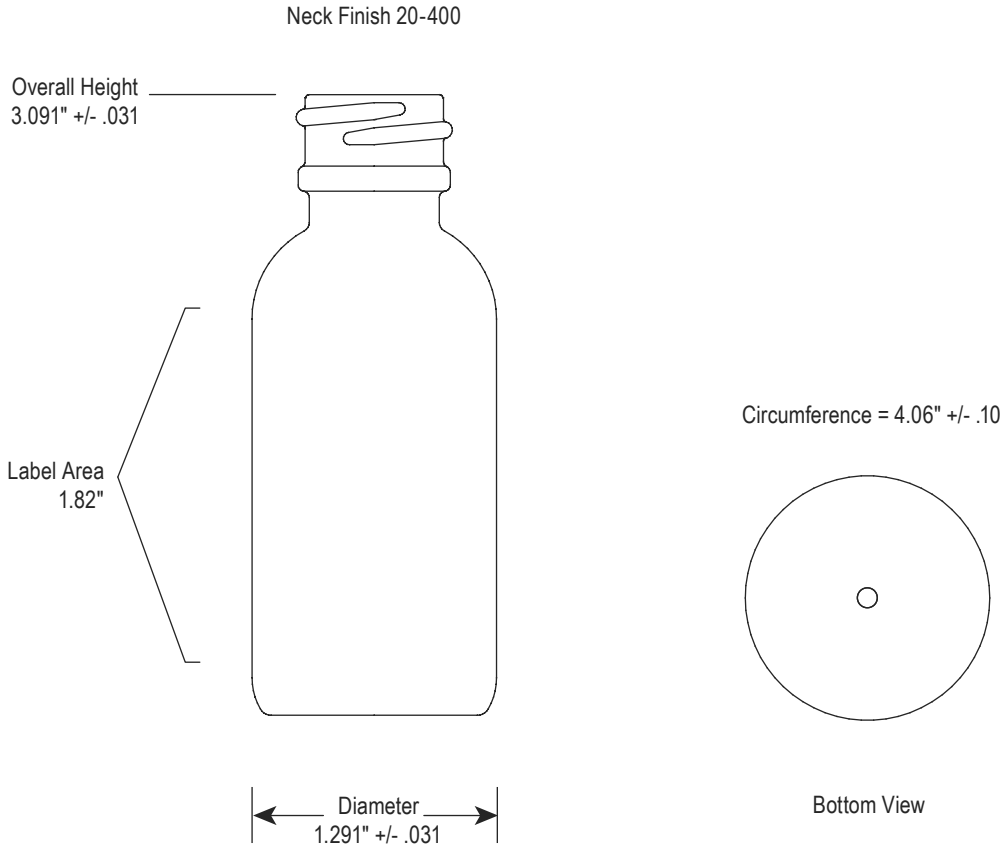 Neck Finish 20-400
Overall Height
3.091" +/- .031
Label Area
1.82"
Circumference = 4.06" +/- .10
Diameter
1.291" +/- .031
Bottom View